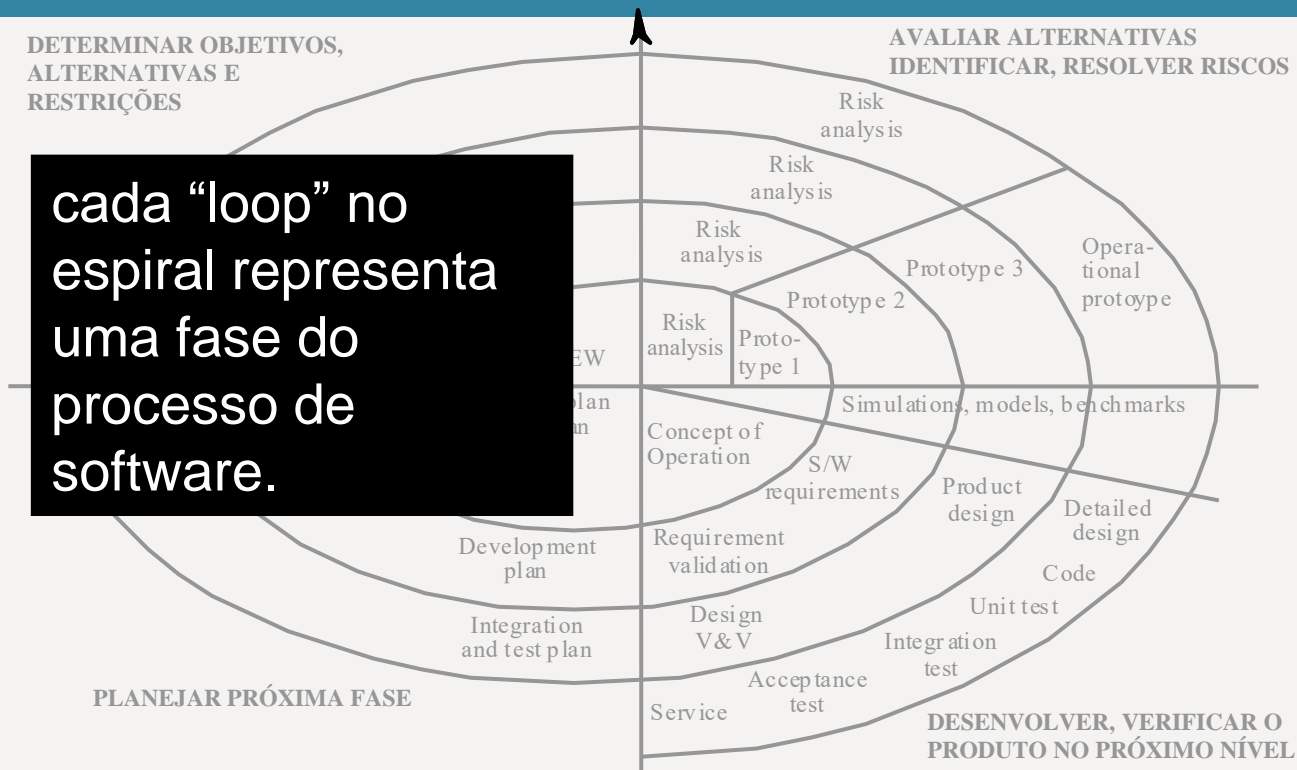 DETERMINAR OBJETIVOS,
ALTERNATIVAS E
RESTRIÇÕES
AVALIAR ALTERNATIVAS
IDENTIFICAR, RESOLVER RISCOS
cada “loop” no
espiral representa
uma fase do
processo de
software.
Risk
analysis
Risk
analysis
Risk
analysis
Risk
analysis
Proto-
type 1
Prototype 2
Prototype 3
Opera-
tional
protoype
Simulations, models, benchmarks
Concept of
Operation
S/W
requirements
Product
design
Detailed
design
Development
plan
Requirement
validation
Code
Unit test
Integration
and test plan
Design
V&V
Integration
test
Acceptance
test
Service
PLANEJAR PRÓXIMA FASE
DESENVOLVER, VERIFICAR O
PRODUTO NO PRÓXIMO NÍVEL